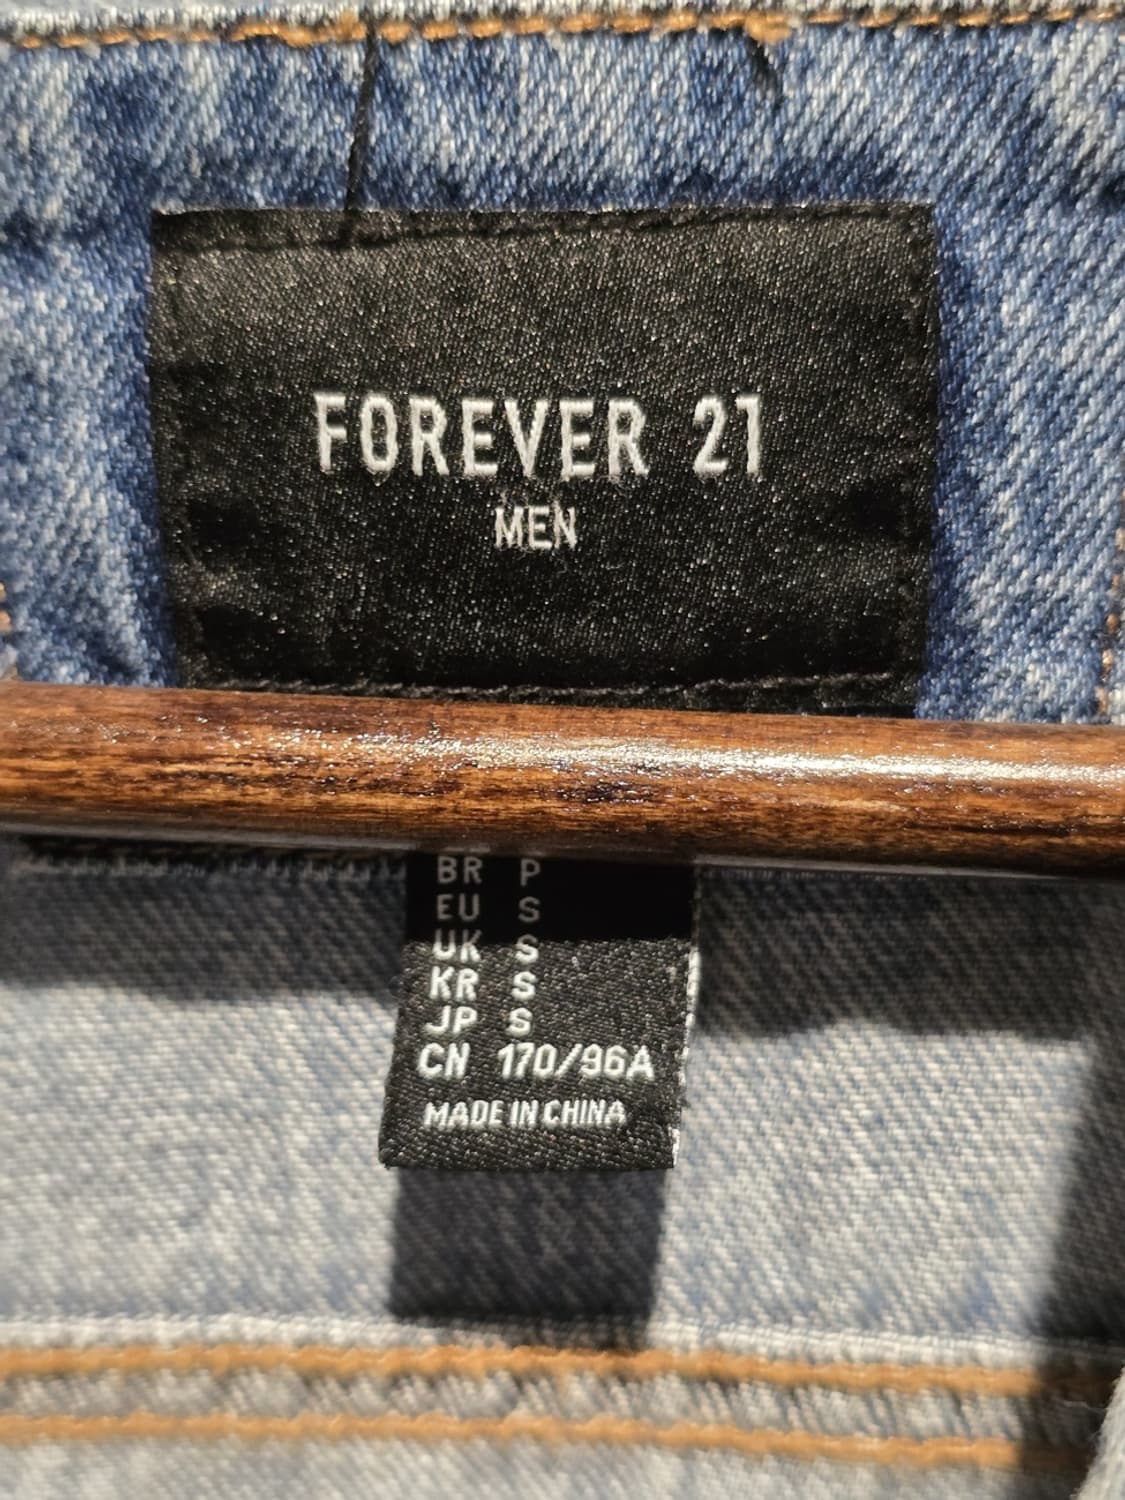 FOREVER 21
MEN
BR P
EU S
UK S
KR S
JP S
CN 170/96A
MADE IN CHINA